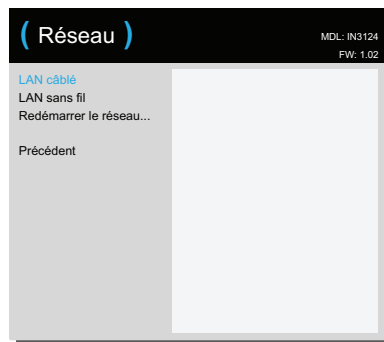 ( Réseau )
MDL: IN3124
FW: 1.02
LAN câblé
LAN sans fil
Redémarrer le réseau...
Précédent